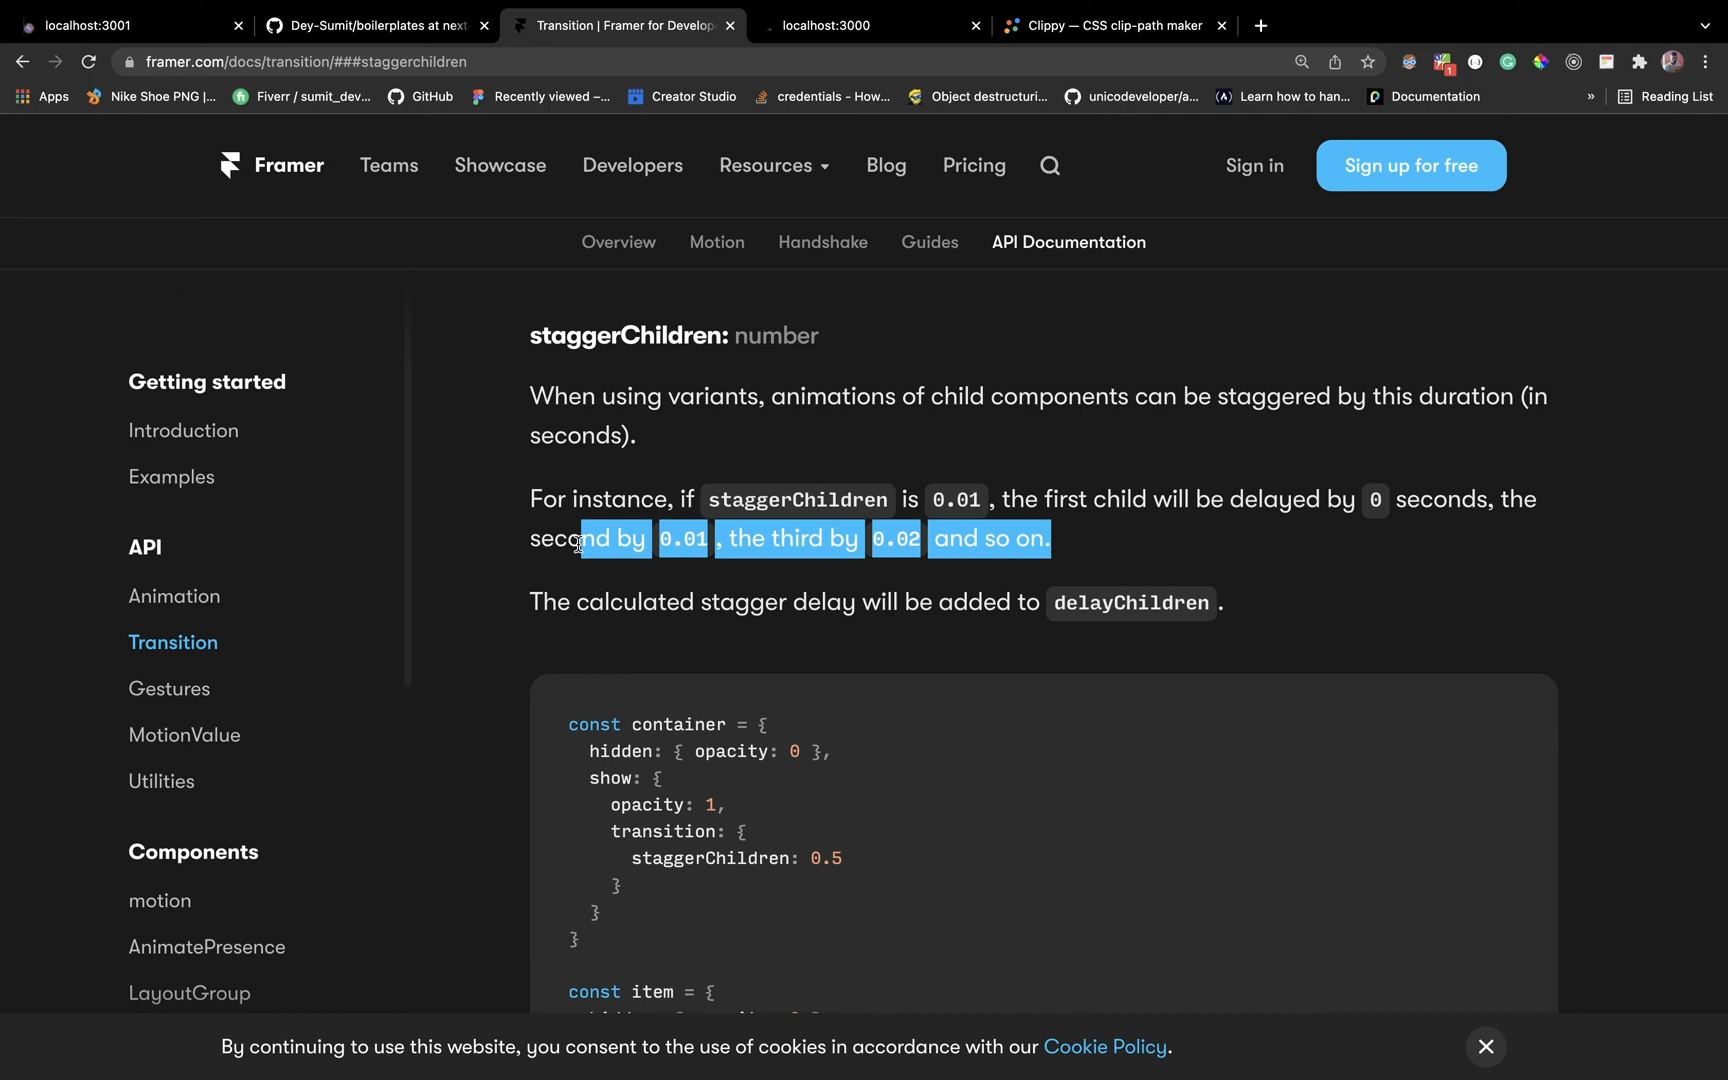 localhost:3001
Dey-Sumit/boilerplates at next-
Transition | Framer for Develop
localhost:3000
Clippy — CSS clip-path maker
framer.com/docs/transition/###staggerchildren
1
Apps
Nike Shoe PNG |...
Fiverr / sumit_dev...
GitHub
Recently viewed –...
Creator Studio
credentials - How...
Object destructuri...
unicodeveloper/a...
Learn how to han...
Documentation
»
Reading List
Framer
Teams
Showcase
Developers
Resources
Blog
Pricing
Sign in
Sign up for free
Overview
Motion
Handshake
Guides
API Documentation
Getting started
Introduction
Examples
API
Animation
Transition
Gestures
MotionValue
Utilities
Components
motion
AnimatePresence
LayoutGroup
staggerChildren: number
When using variants, animations of child components can be staggered by this duration (in
seconds).
For instance, if staggerChildren is 0.01, the first child will be delayed by 0 seconds, the
second by 0.01, the third by 0.02 and so on.
The calculated stagger delay will be added to delayChildren.
const container = {
hidden: { opacity: 0 },
show: {
opacity: 1,
transition: {
staggerChildren: 0.5
}
}
}
const item = {
By continuing to use this website, you consent to the use of cookies in accordance with our Cookie Policy.